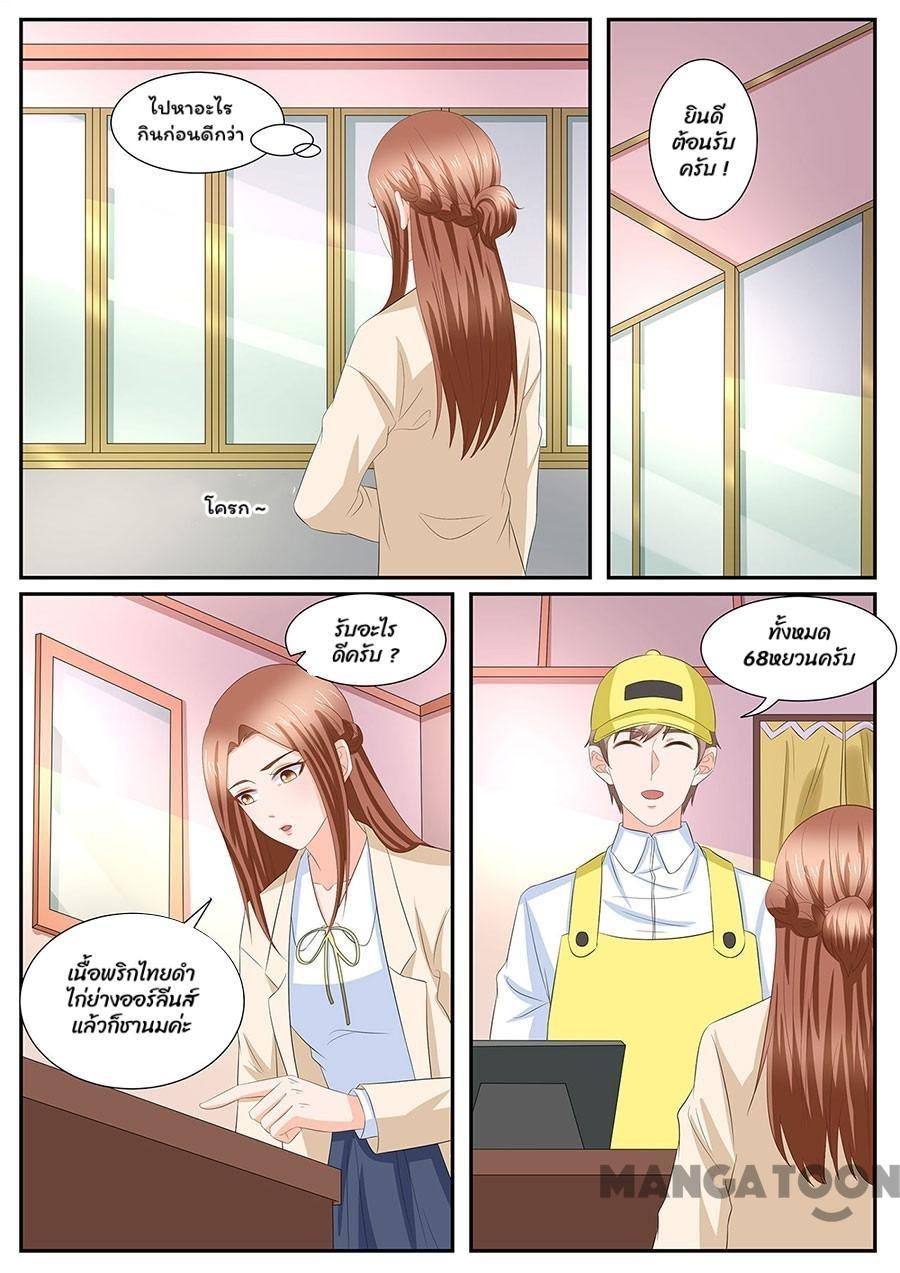 ไปหาอะไร
กินก่อนดีกว่า
โครก ~
ยินดี
ต้อนรับ
ครับ !
รับอะไร
ดีครับ ?
เนื้อพริกไทยดำ
ไก่ย่างออร์ลีนส์
แล้วก็ชานมค่ะ
ทั้งหมด
68หยวนครับ
MANGATOON